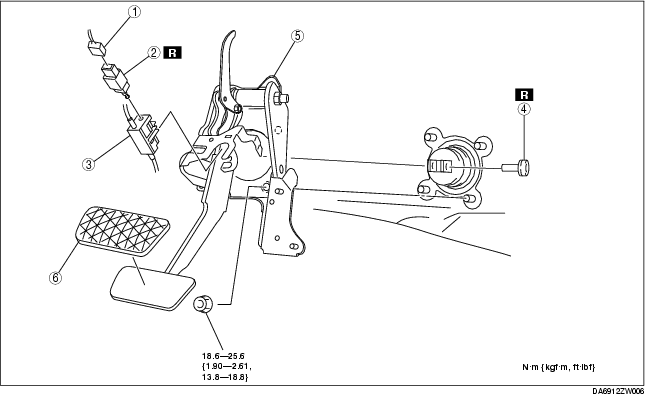 1
2 R
5
R
4
3
6
18.6—25.6
{1.90—2.61,
13.8—18.8}
N·m {kgf·m, ft·lbf}
DA6912ZW006